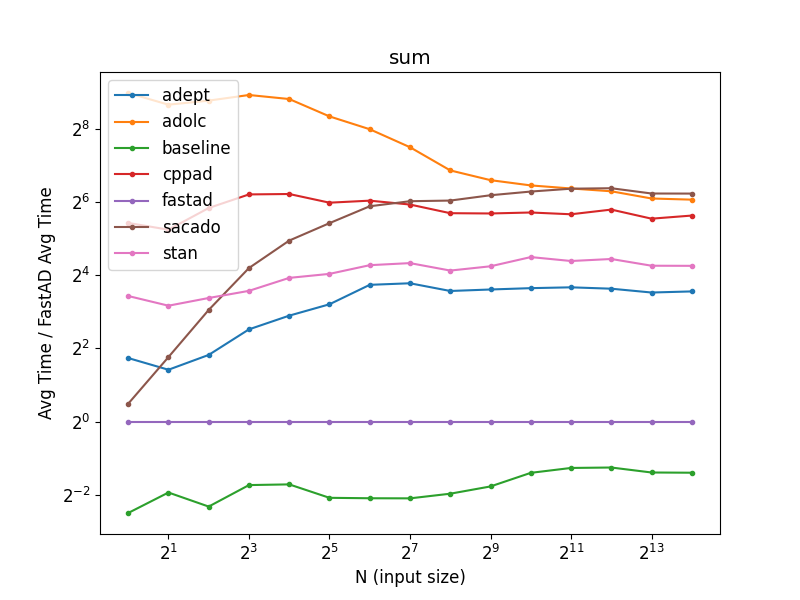 sum
Avg Time / FastAD Avg Time
2^8
2^6
2^4
2^2
2^0
2^−2
adept
adolc
baseline
cppad
fastad
sacado
stan
2^1 2^3 2^5 2^7 2^9 2^11 2^13
N (input size)